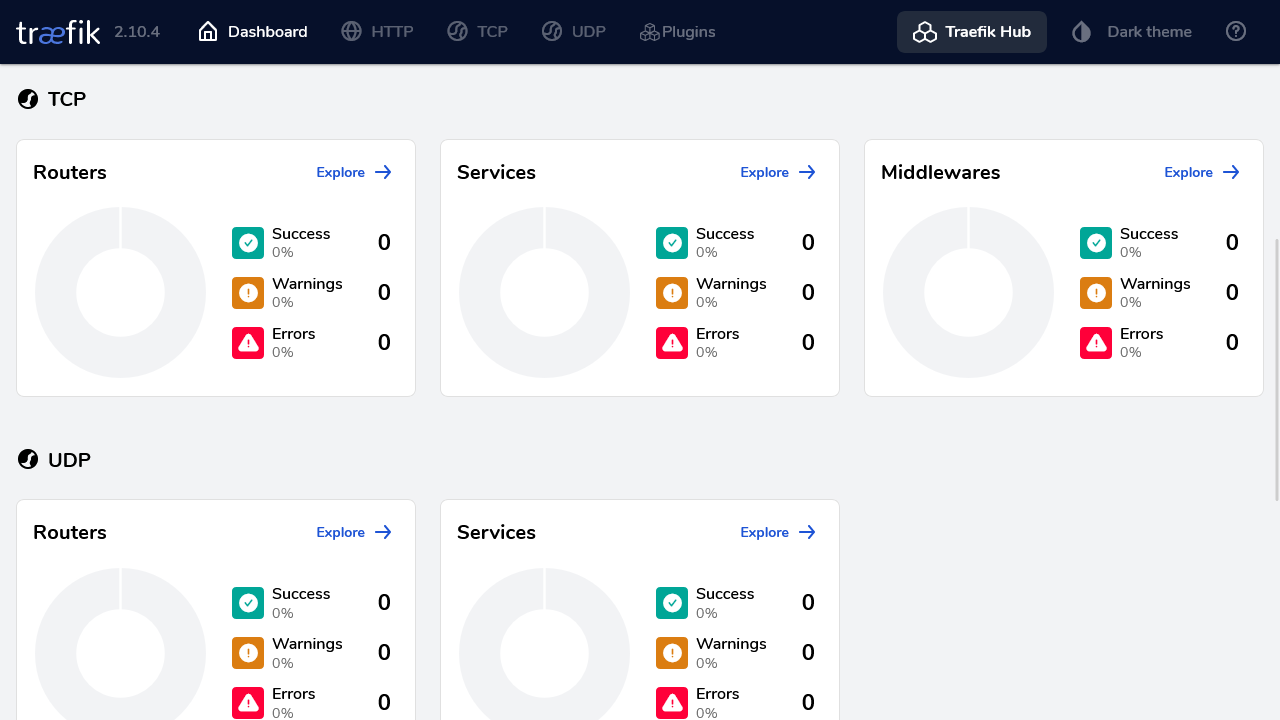 træfik 2.10.4 Dashboard HTTP TCP UDP Plugins Traefik Hub Dark theme
TCP
Routers Explore
Success 0
0%
Warnings 0
0%
Errors 0
0%
Services Explore
Success 0
0%
Warnings 0
0%
Errors 0
0%
Middlewares Explore
Success 0
0%
Warnings 0
0%
Errors 0
0%
UDP
Routers Explore
Success 0
0%
Warnings 0
0%
Errors 0
0%
Services Explore
Success 0
0%
Warnings 0
0%
Errors 0
0%